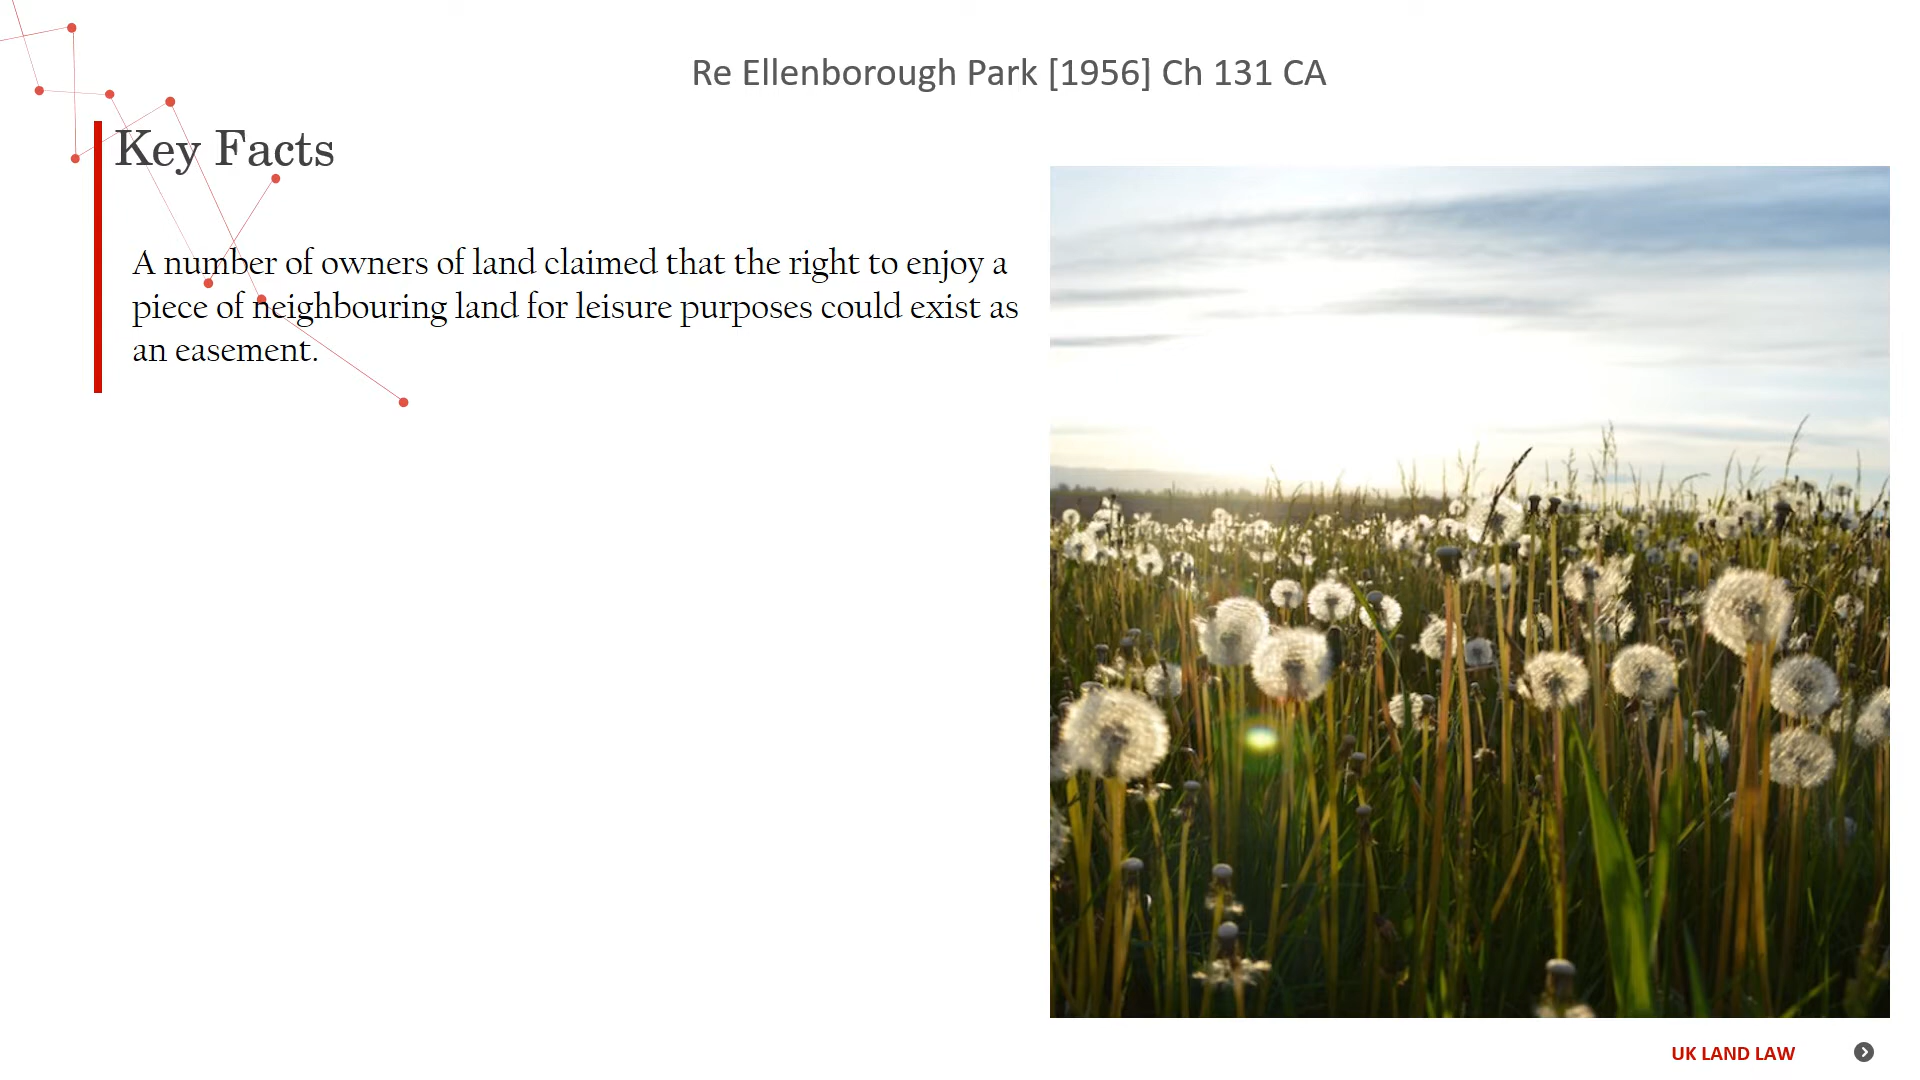 Re Ellenborough Park [1956] Ch 131 CA
Key Facts
A number of owners of land claimed that the right to enjoy a
piece of neighbouring land for leisure purposes could exist as
an easement.
UK LAND LAW